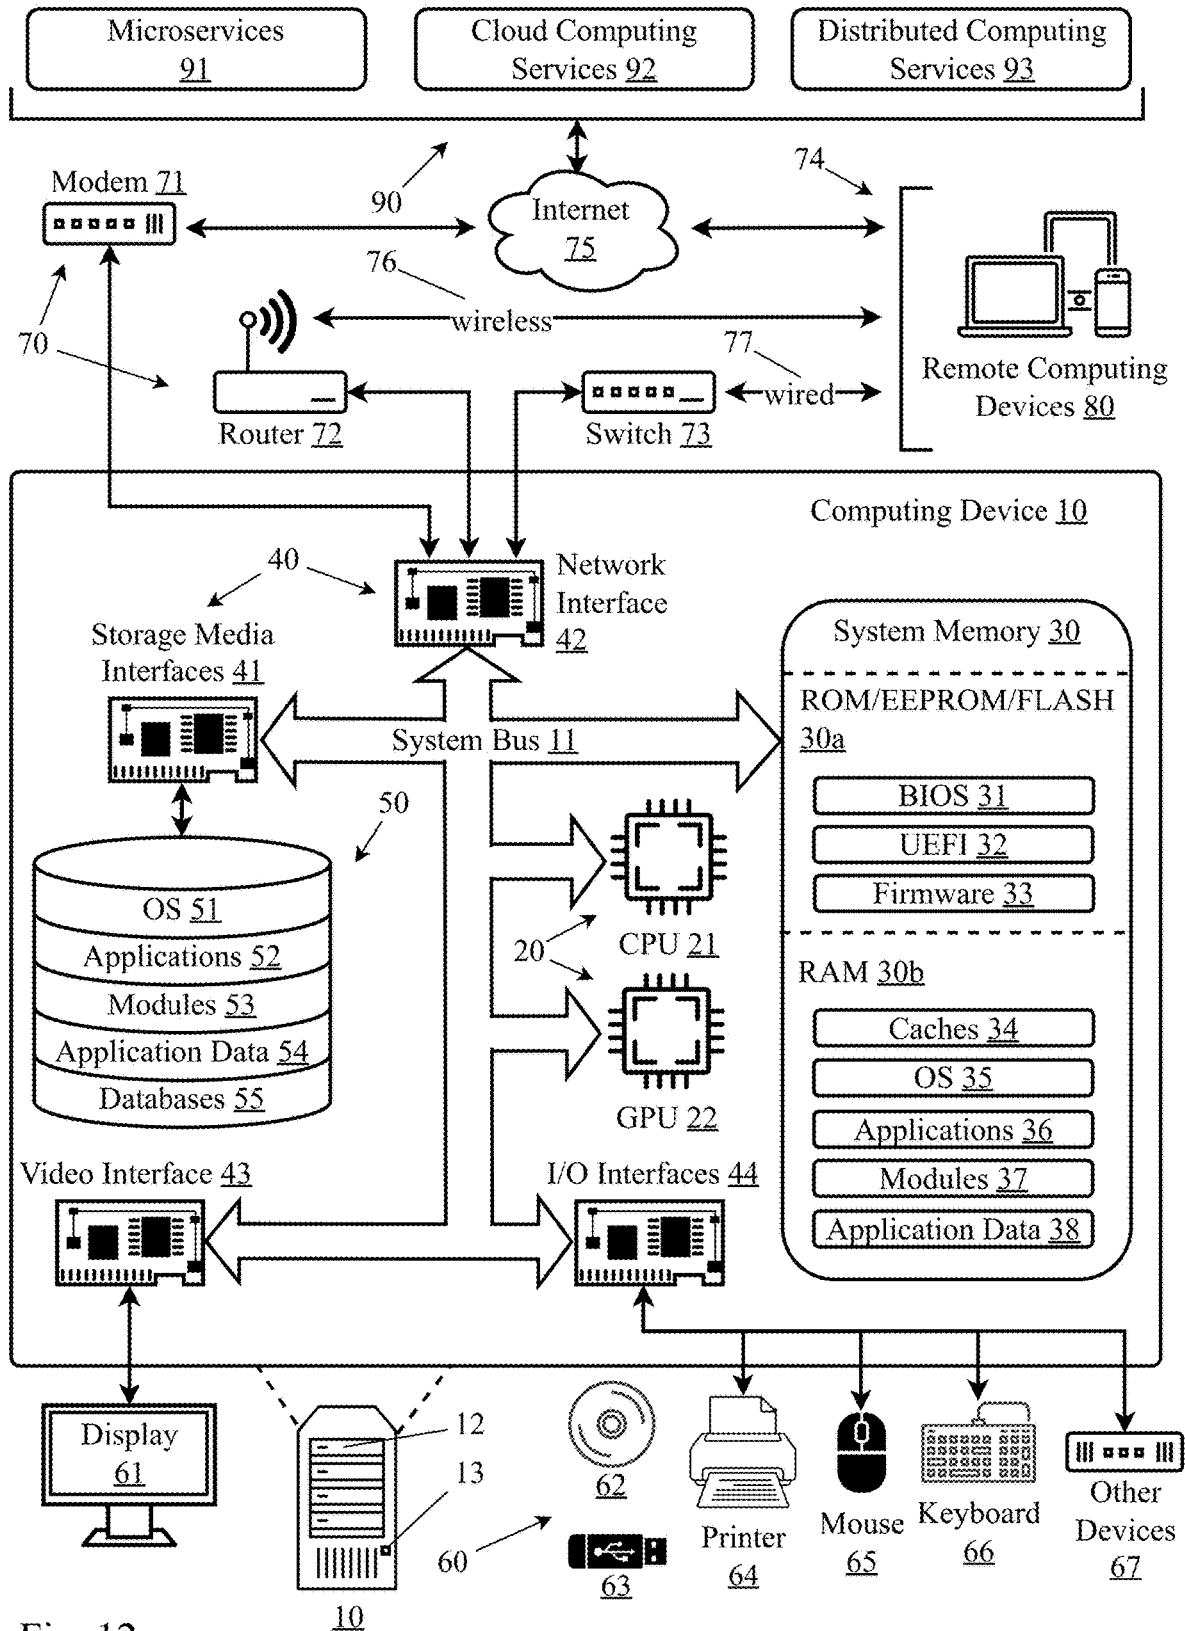 Microservices
91
Cloud Computing
Services 92
Distributed Computing
Services 93
90
74
Modem 71
Internet
75
76
wireless
70
77
wired
Router 72
Switch 73
Remote Computing
Devices 80
Computing Device 10
40
Network
Interface
42
Storage Media
Interfaces 41
System Bus 11
System Memory 30
ROM/EEPROM/FLASH
30a
BIOS 31
UEFI 32
Firmware 33
RAM 30b
Caches 34
OS 35
Applications 36
Modules 37
Application Data 38
50
OS 51
Applications 52
Modules 53
Application Data 54
Databases 55
20
CPU 21
GPU 22
Video Interface 43
I/O Interfaces 44
Display
61
12
13
10
60
62
63
Printer
64
Mouse
65
Keyboard
66
Other
Devices
67